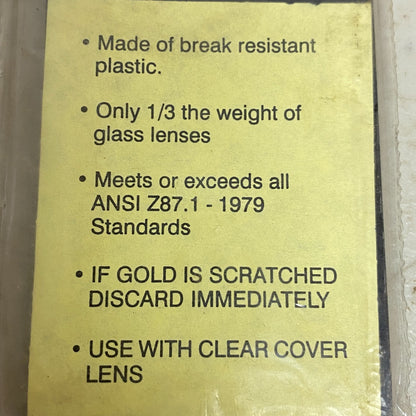 • Made of break resistant
plastic.
• Only 1/3 the weight of
glass lenses
• Meets or exceeds all
ANSI Z87.1 - 1979
Standards
• IF GOLD IS SCRATCHED
DISCARD IMMEDIATELY
• USE WITH CLEAR COVER
LENS